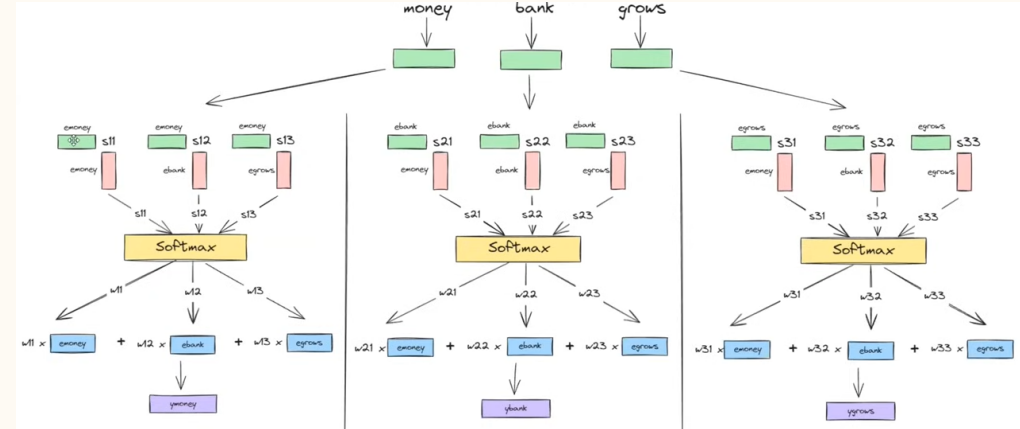 money bank grows
emoney emoney emoney ebank ebank ebank egrows egrows egrows
s11 s12 s13 s21 s22 s23 s31 s32 s33
emoney ebank egrows emoney ebank egrows emoney ebank egrows
s11 s12 s13 s21 s22 s23 s31 s32 s33
Softmax Softmax Softmax
w11 w12 w13 w21 w22 w23 w31 w32 w33
w11 x emoney + w12 x ebank + w13 x egrows w21 x emoney + w22 x ebank + w23 x egrows w31 x emoney + w32 x ebank + w33 x egrows
ymoney ybank ygrows